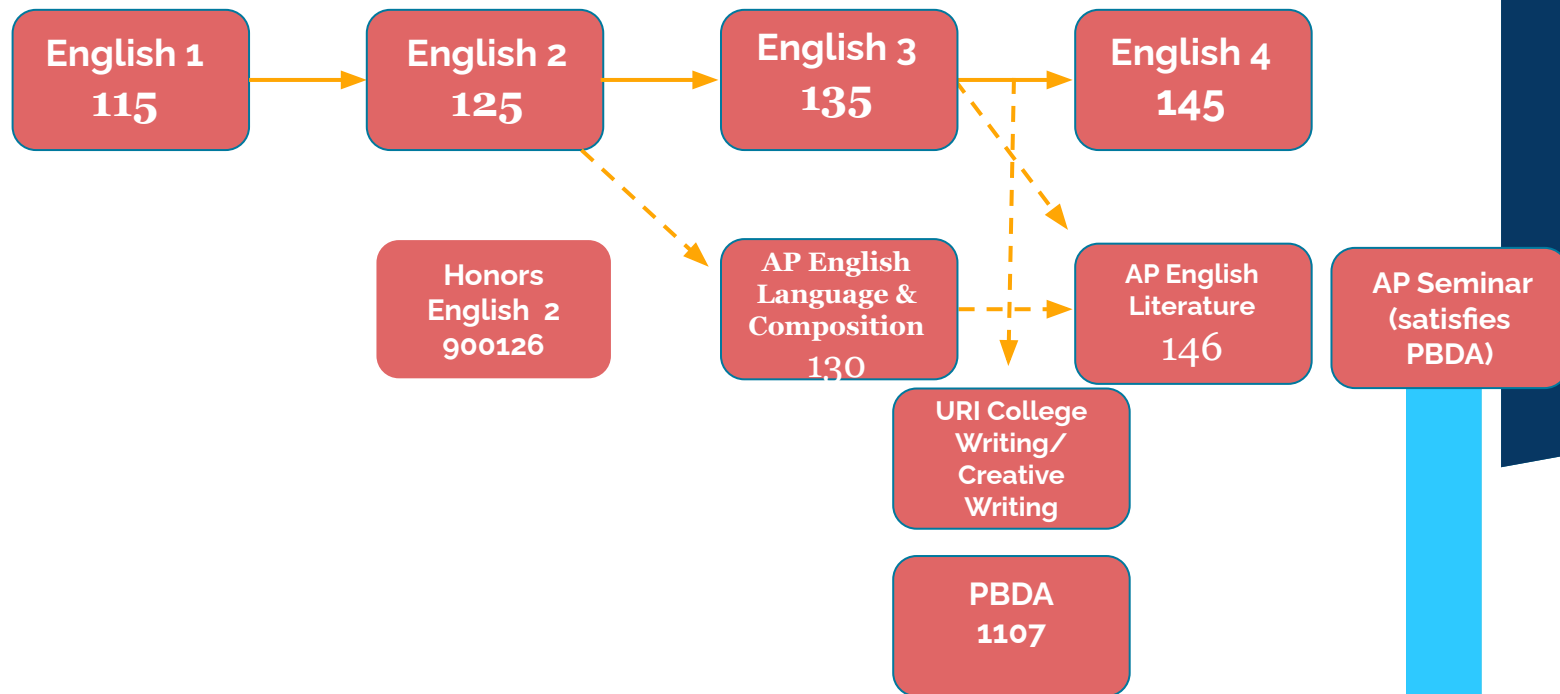 English 1
115
English 2
125
English 3
135
English 4
145
Honors
English 2
900126
AP English
Language &
Composition
130
AP English
Literature
146
AP Seminar
(satisfies
PBDA)
URI College
Writing/
Creative
Writing
PBDA
1107